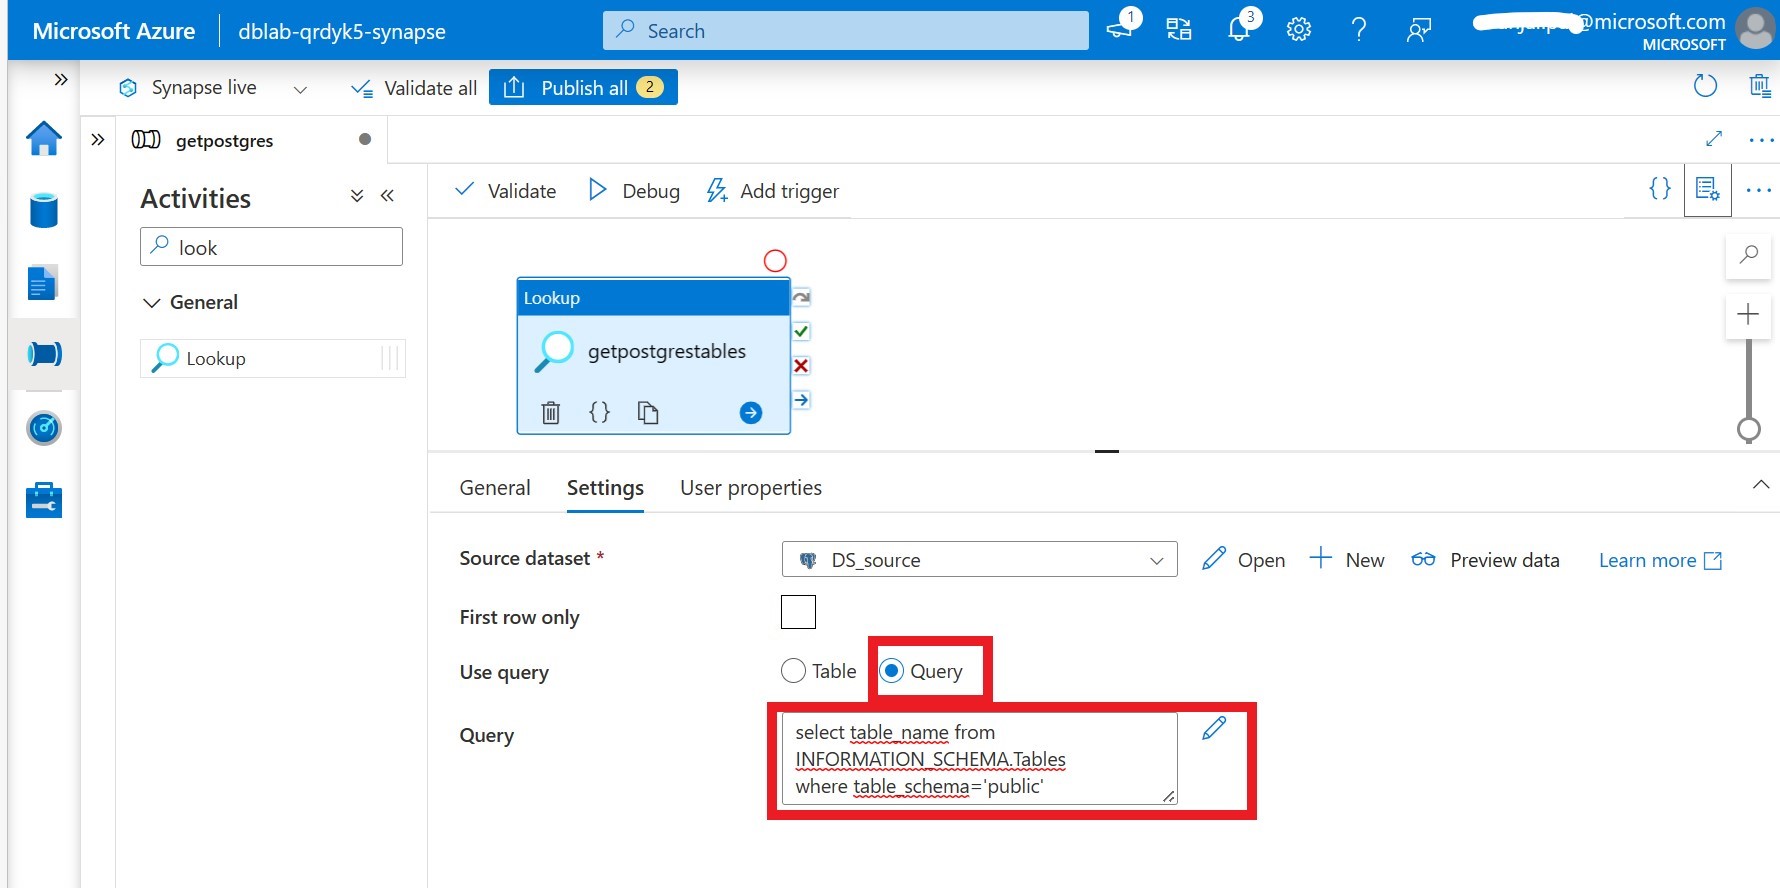 Microsoft Azure
dblab-qrdyk5-synapse
Search
1
3
@microsoft.com
MICROSOFT
Synapse live
Validate all
Publish all
2
getpostgres
Activities
Validate
Debug
Add trigger
look
General
Lookup
Lookup
getpostgrestables
General
Settings
User properties
Source dataset *
DS_source
Open
New
Preview data
Learn more
First row only
Use query
Table
Query
Query
select table_name from
INFORMATION_SCHEMA.Tables
where table_schema='public'